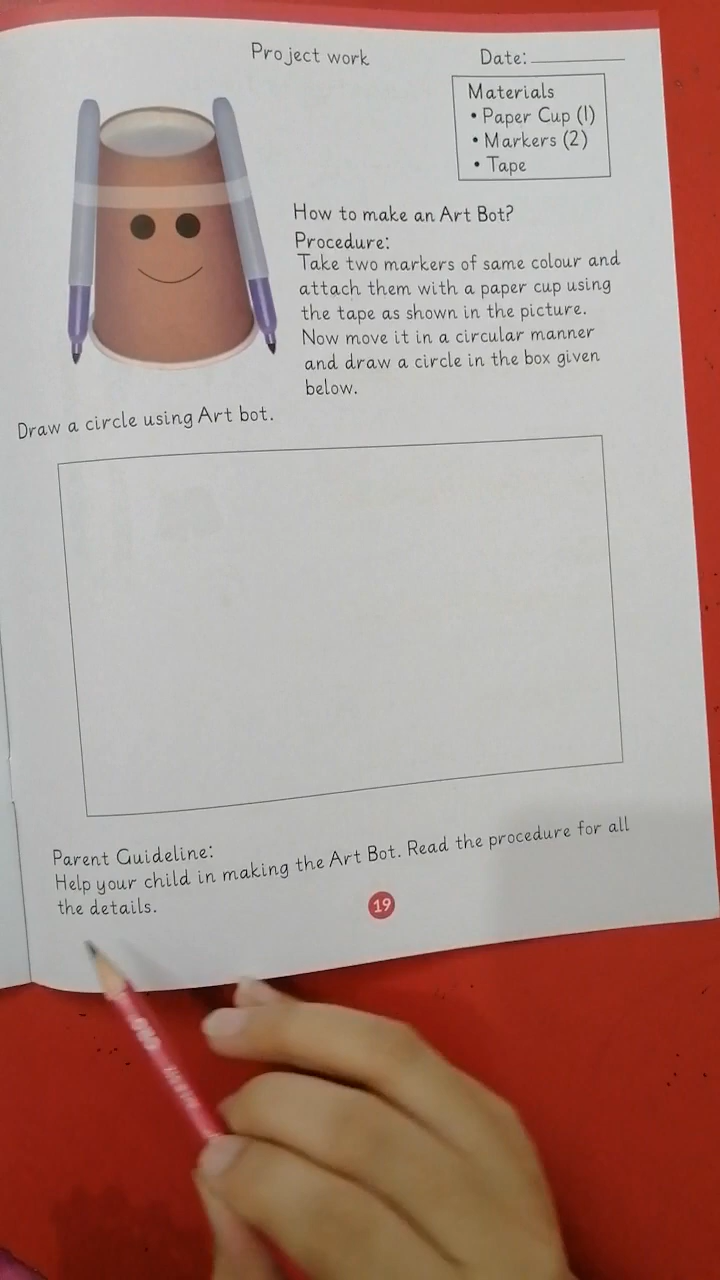 Project work
Date:
Materials
• Paper Cup (1)
• Markers (2)
• Tape
How to make an Art Bot?
Procedure:
Take two markers of same colour and
attach them with a paper cup using
the tape as shown in the picture.
Now move it in a circular manner
and draw a circle in the box given
below.
Draw a circle using Art bot.
Parent Guideline:
Help your child in making the Art Bot. Read the procedure for all
the details.
19